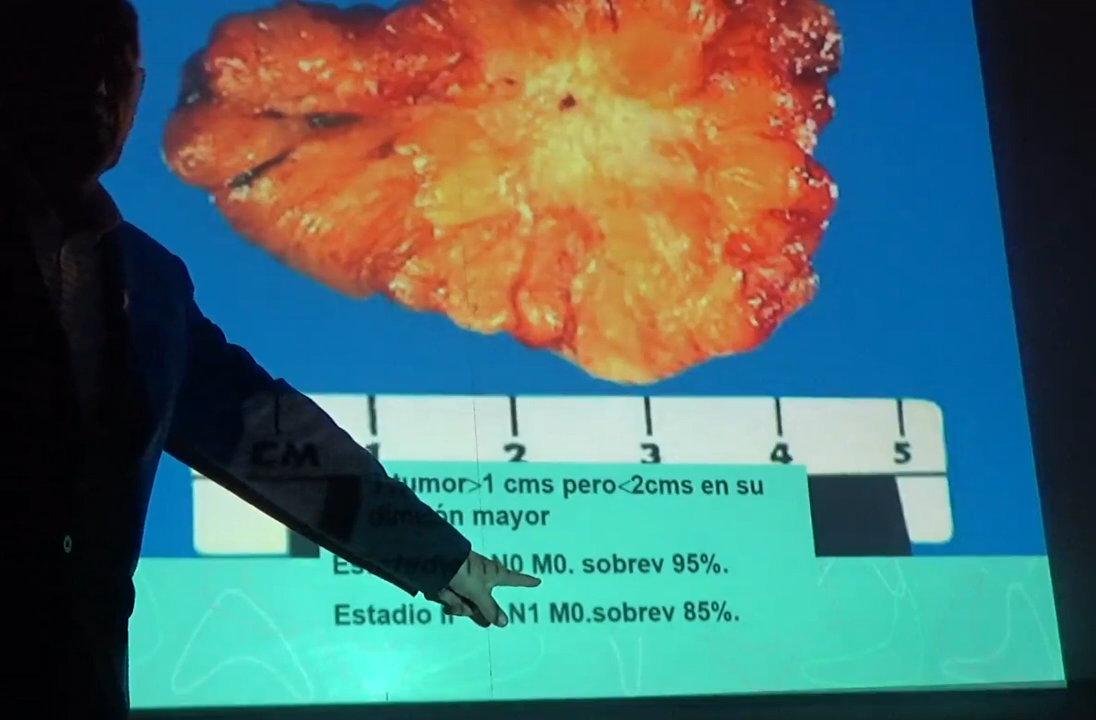 CM 1 2 3 4 5
tumor>1 cms pero<2cms en su
mayor
N0 M0. sobrev 95%.
Estadio N1 M0.sobrev 85%.